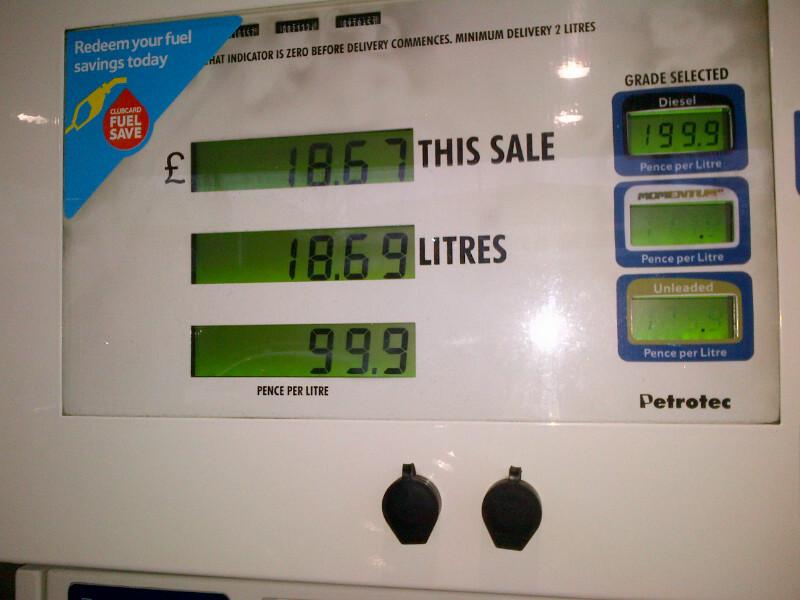 Redeem your fuel
savings today
CLUBCARD
FUEL
SAVE
HAT INDICATOR IS ZERO BEFORE DELIVERY COMMENCES. MINIMUM DELIVERY 2 LITRES
£ 18.67 THIS SALE
18.69 LITRES
99.9
PENCE PER LITRE
GRADE SELECTED
Diesel
199.9
Pence per Litre
MOMENTUM
Pence per Litre
Unleaded
Pence per Litre
Petrotec